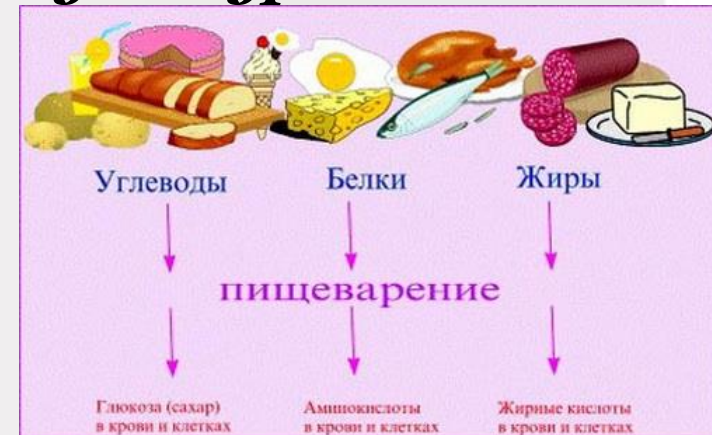 Углеводы Белки Жиры
пищеварение
Глюкоза (сахар) Аминокислоты Жирные кислоты
в крови и клетках в крови и клетках в крови и клетках